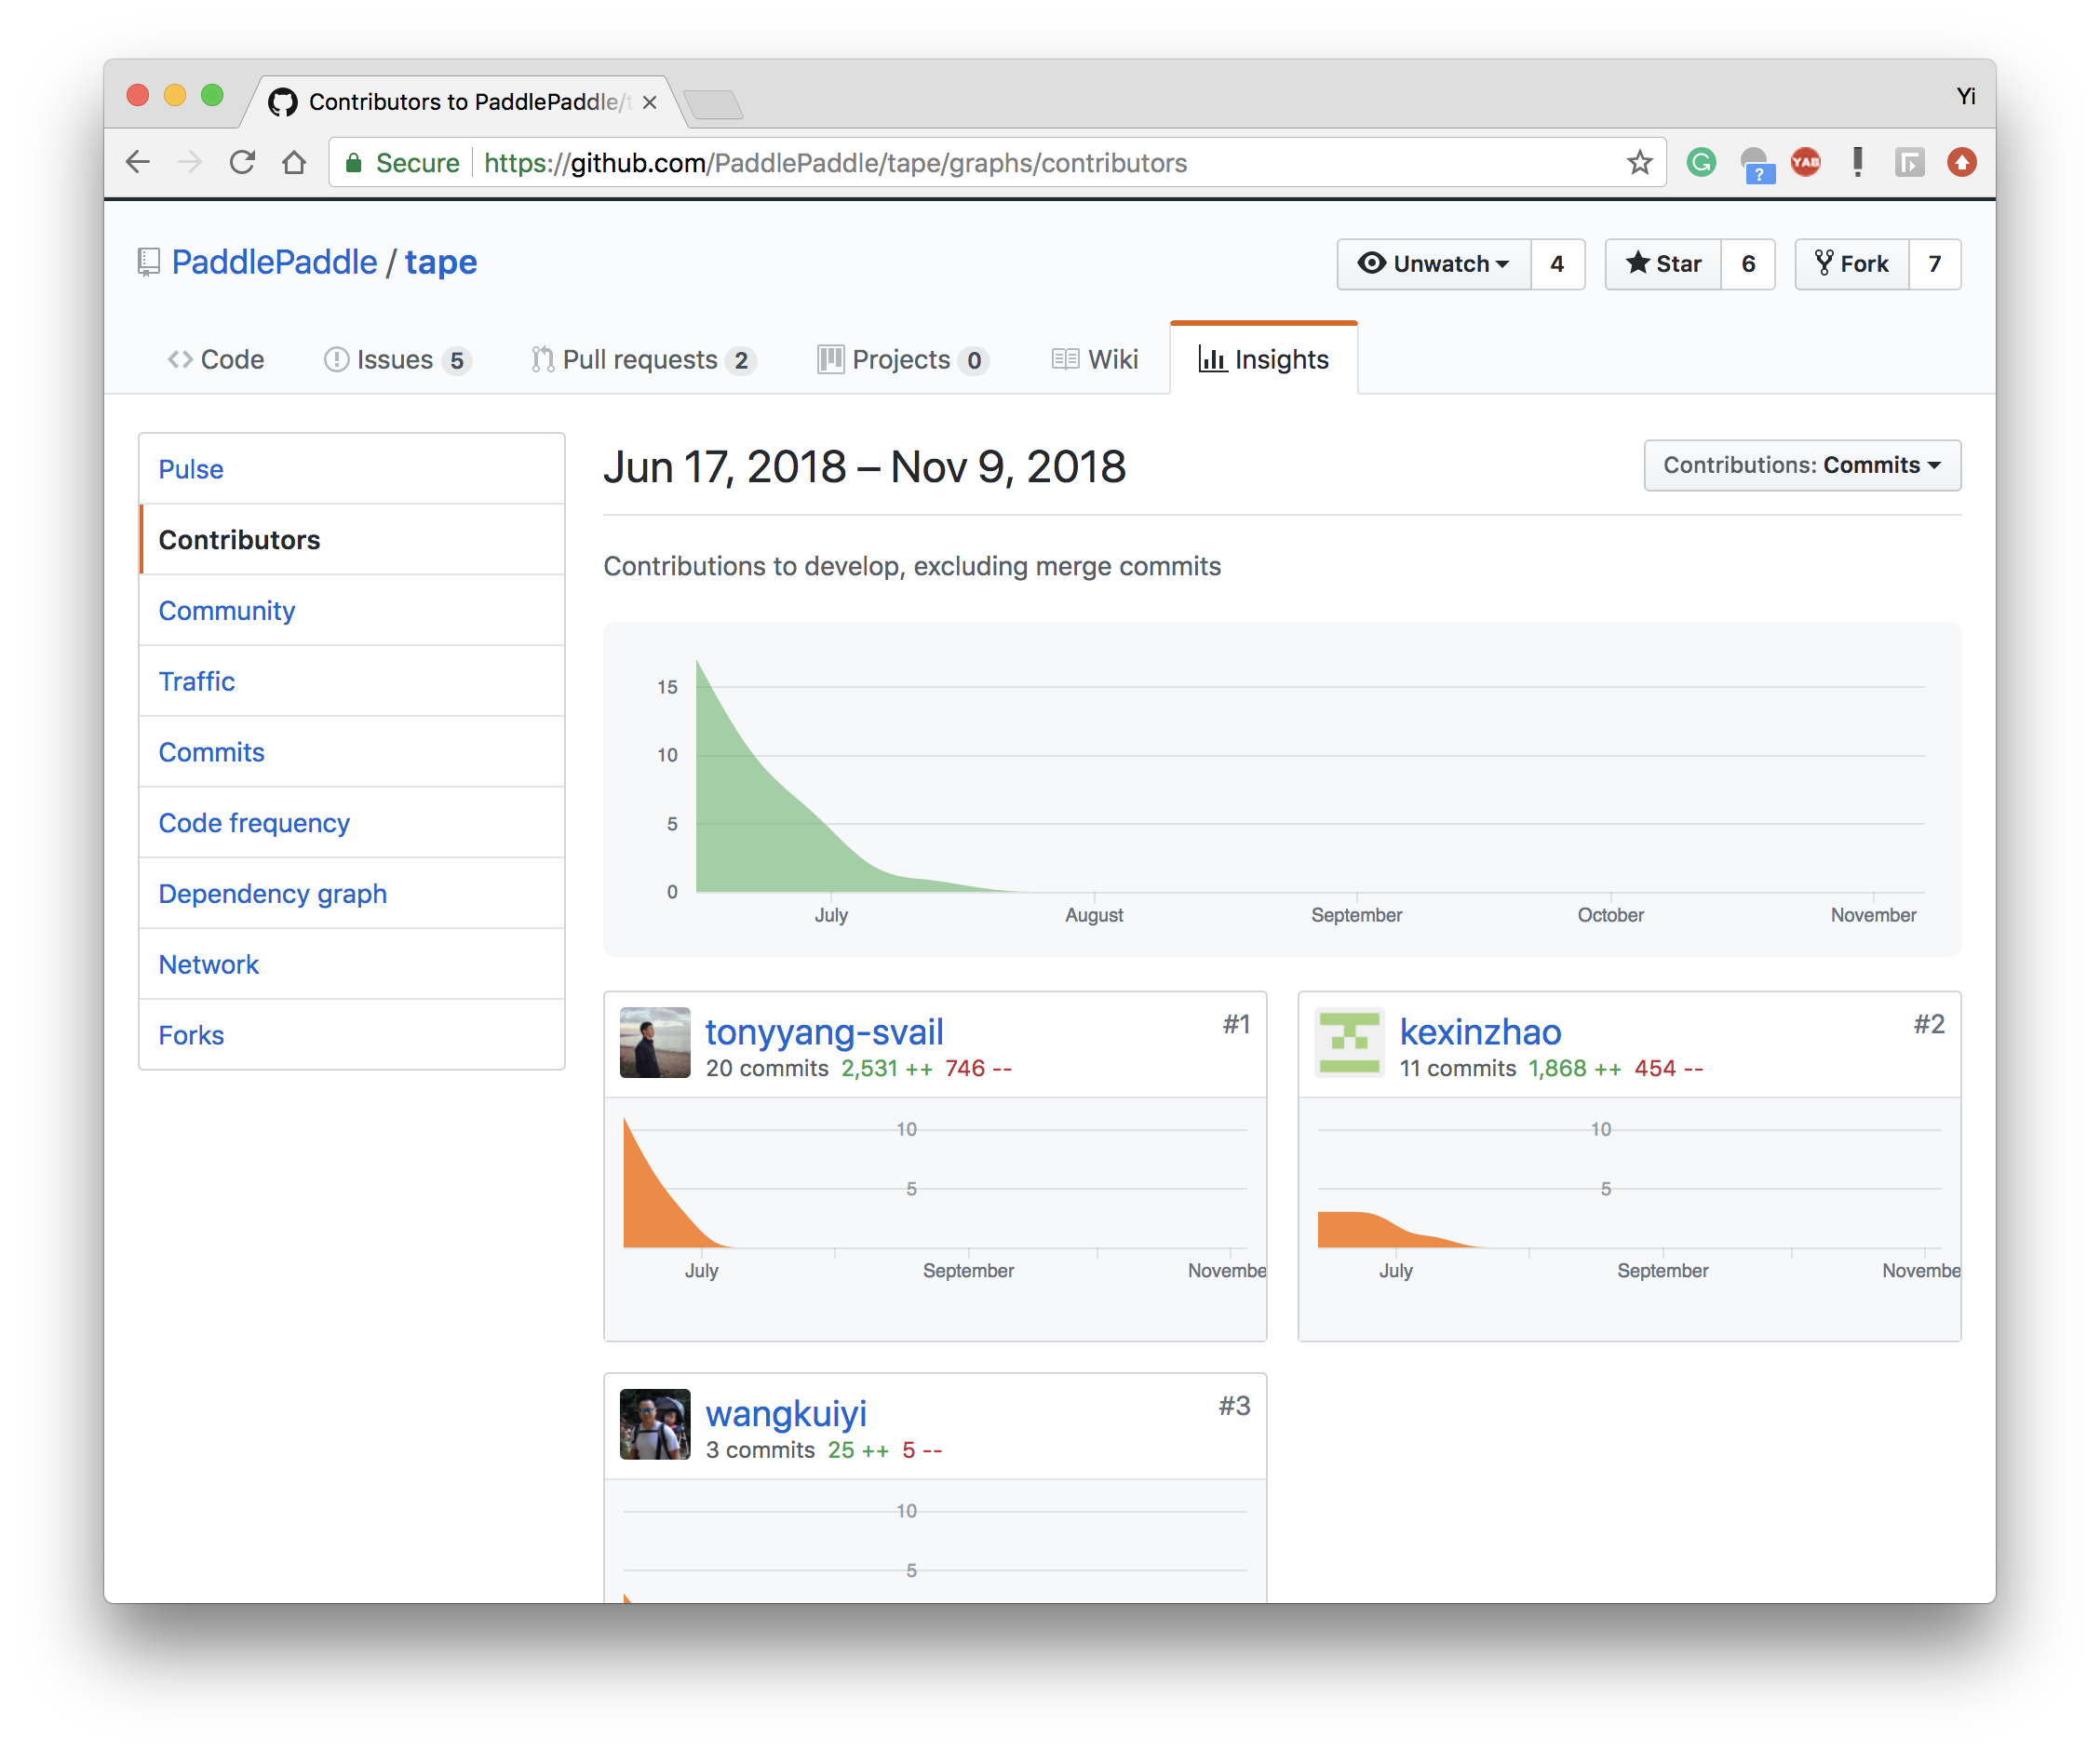 Contributors to PaddlePaddle/t
Yi
Secure https://github.com/PaddlePaddle/tape/graphs/contributors
?
YAB
PaddlePaddle / tape
Unwatch 4 Star 6 Fork 7
Code Issues 5 Pull requests 2 Projects 0 Wiki Insights
Pulse
Contributors
Community
Traffic
Commits
Code frequency
Dependency graph
Network
Forks
Jun 17, 2018 – Nov 9, 2018
Contributions: Commits
Contributions to develop, excluding merge commits
15
10
5
0
July August September October November
tonyyang-svail #1
20 commits 2,531 ++ 746 --
10
5
July September Novembe
kexinzhao #2
11 commits 1,868 ++ 454 --
10
5
July September Novembe
wangkuiyi #3
3 commits 25 ++ 5 --
10
5